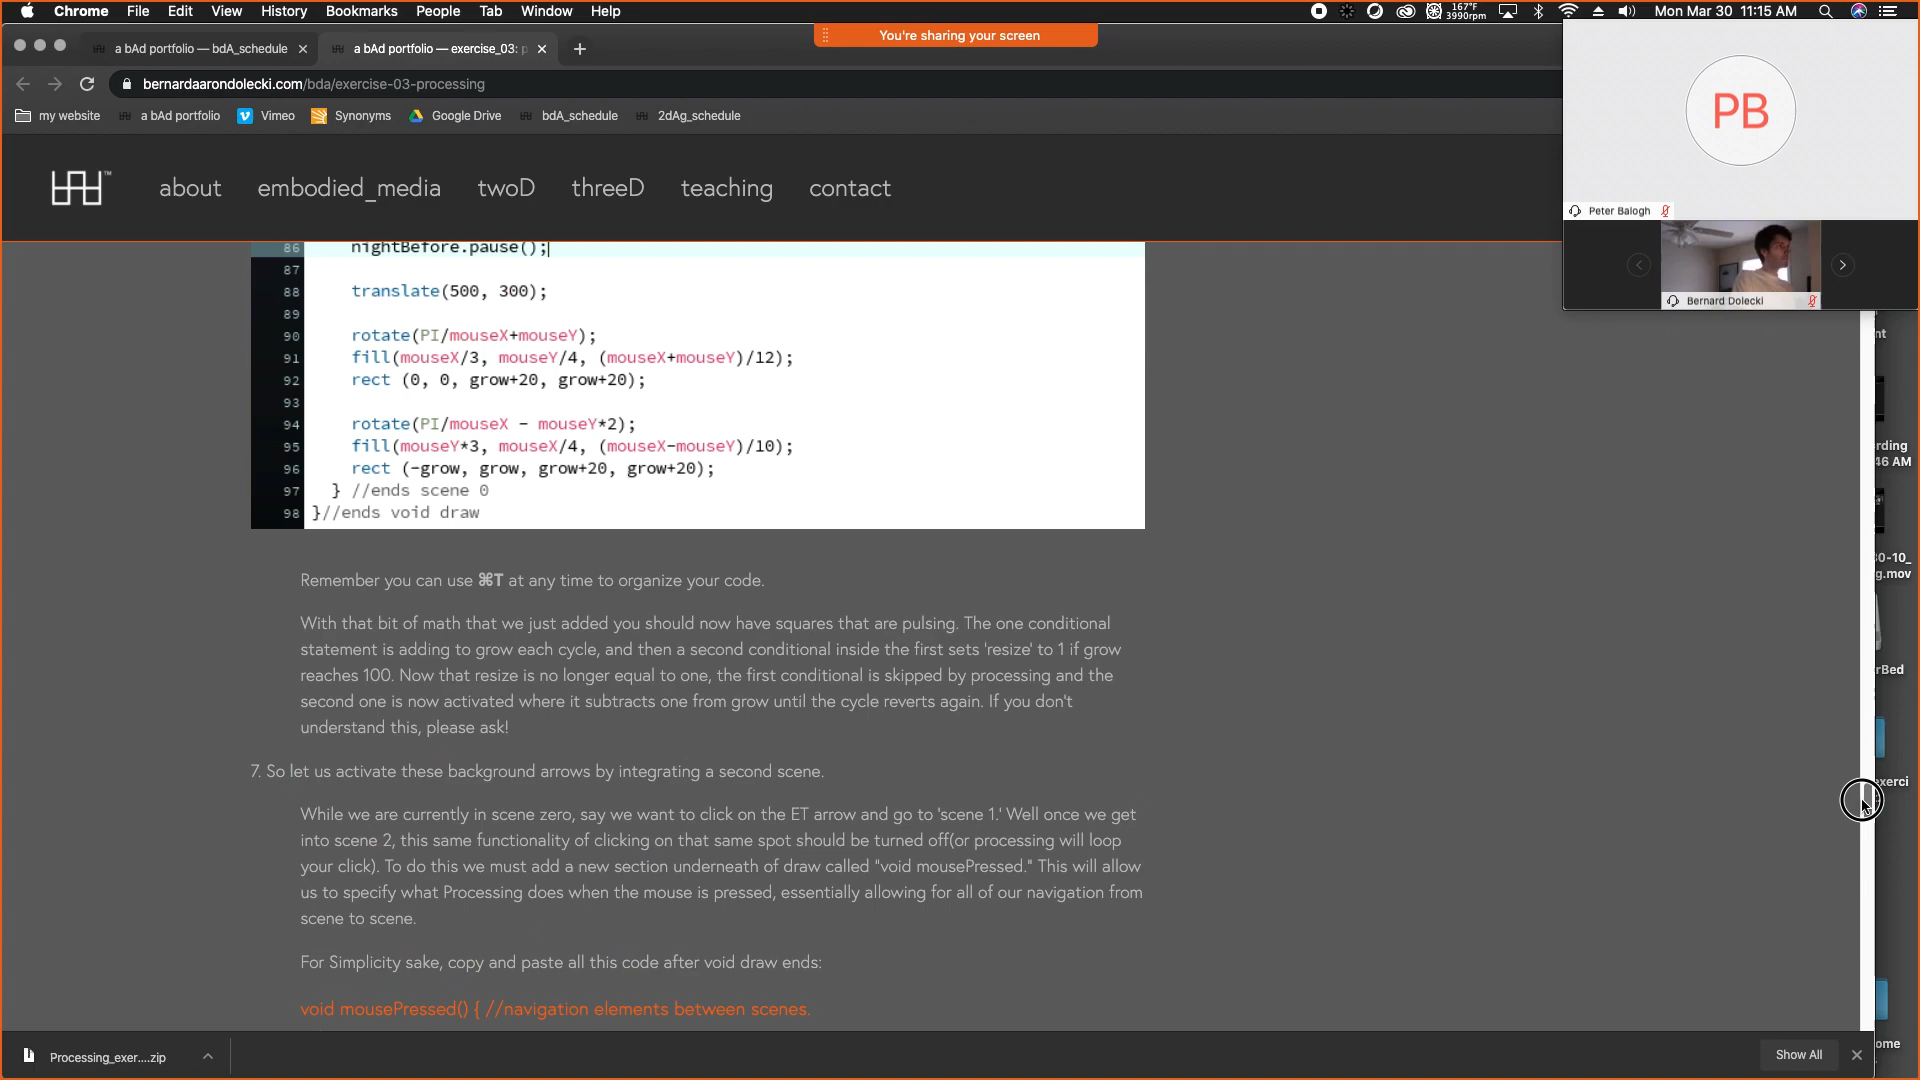 Chrome File Edit View History Bookmarks People Tab Window Help
167°F
3990rpm
Mon Mar 30 11:15 AM
You're sharing your screen
a bAd portfolio — bdA_schedule
a bAd portfolio — exercise_03: p
bernardaarondolecki.com/bda/exercise-03-processing
my website a bAd portfolio Vimeo Synonyms Google Drive bdA_schedule 2dAg_schedule
PB
Peter Balogh
Bernard Dolecki
about embodied_media twoD threeD teaching contact
86 nightBefore.pause();
87
88 translate(500, 300);
89
90 rotate(PI/mouseX+mouseY);
91 fill(mouseX/3, mouseY/4, (mouseX+mouseY)/12);
92 rect (0, 0, grow+20, grow+20);
93
94 rotate(PI/mouseX - mouseY*2);
95 fill(mouseY*3, mouseX/4, (mouseX-mouseY)/10);
96 rect (-grow, grow, grow+20, grow+20);
97 } //ends scene 0
98 }//ends void draw
Remember you can use ⌘T at any time to organize your code.
With that bit of math that we just added you should now have squares that are pulsing. The one conditional
statement is adding to grow each cycle, and then a second conditional inside the first sets 'resize' to 1 if grow
reaches 100. Now that resize is no longer equal to one, the first conditional is skipped by processing and the
second one is now activated where it subtracts one from grow until the cycle reverts again. If you don't
understand this, please ask!
7. So let us activate these background arrows by integrating a second scene.
While we are currently in scene zero, say we want to click on the ET arrow and go to 'scene 1.' Well once we get
into scene 2, this same functionality of clicking on that same spot should be turned off(or processing will loop
your click). To do this we must add a new section underneath of draw called "void mousePressed." This will allow
us to specify what Processing does when the mouse is pressed, essentially allowing for all of our navigation from
scene to scene.
For Simplicity sake, copy and paste all this code after void draw ends:
void mousePressed() { //navigation elements between scenes.
nt
rding
46 AM
30-10_
g.mov
rBed
exerci
ome
Processing_exer....zip
Show All